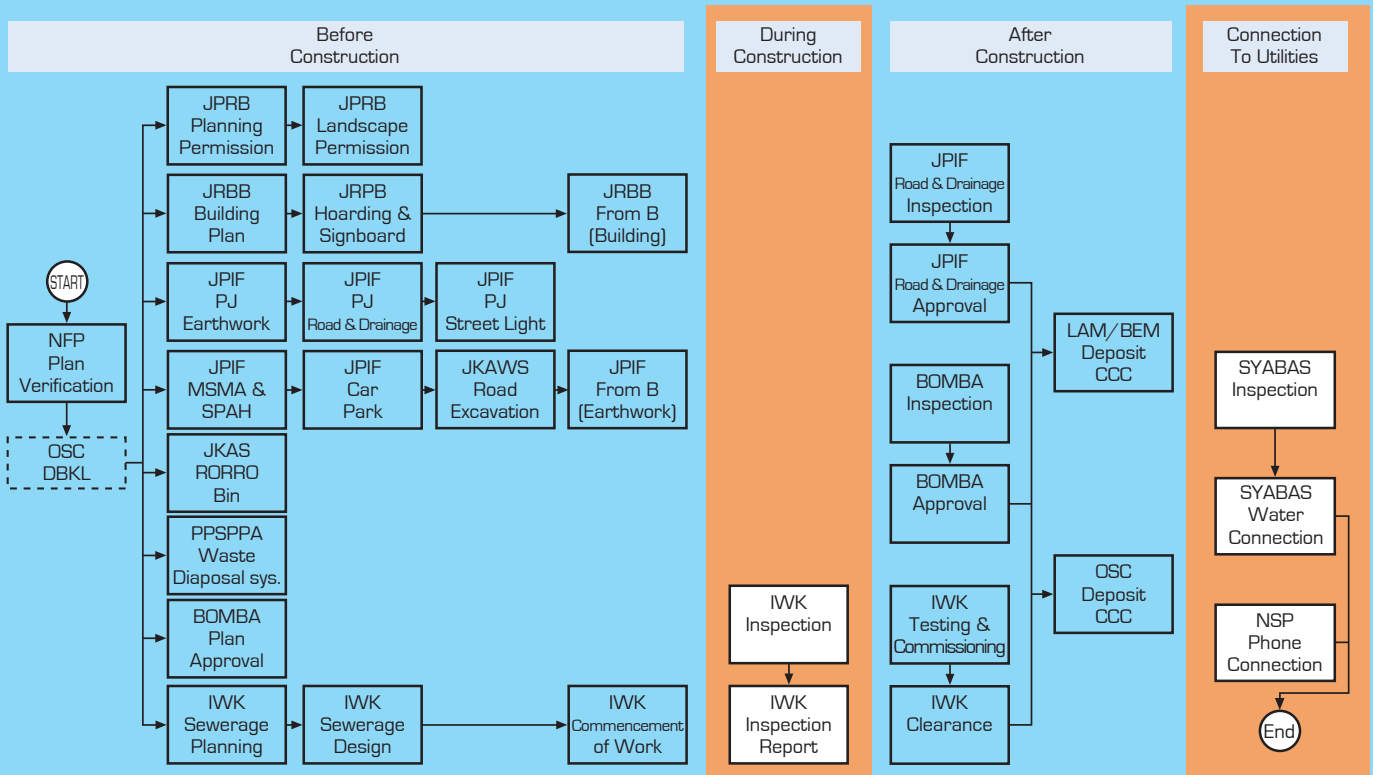 Before
Construction
During
Construction
After
Construction
Connection
To Utilities
START
NFP
Plan
Verification
OSC
DBKL
JPRB
Planning
Permission
JPRB
Landscape
Permission
JRBB
Building
Plan
JRPB
Hoarding &
Signboard
JRBB
From B
(Building)
JPIF
PJ
Earthwork
JPIF
PJ
Road & Drainage
JPIF
PJ
Street Light
JPIF
MSMA &
SPAH
JPIF
Car
Park
JKAWS
Road
Excavation
JPIF
From B
(Earthwork)
JKAS
RORRO
Bin
PPSPPA
Waste
Diaposal sys.
BOMBA
Plan
Approval
IWK
Sewerage
Planning
IWK
Sewerage
Design
IWK
Commencement
of Work
IWK
Inspection
IWK
Inspection
Report
JPIF
Road & Drainage
Inspection
JPIF
Road & Drainage
Approval
BOMBA
Inspection
BOMBA
Approval
IWK
Testing &
Commissioning
IWK
Clearance
LAM/BEM
Deposit
CCC
OSC
Deposit
CCC
SYABAS
Inspection
SYABAS
Water
Connection
NSP
Phone
Connection
End